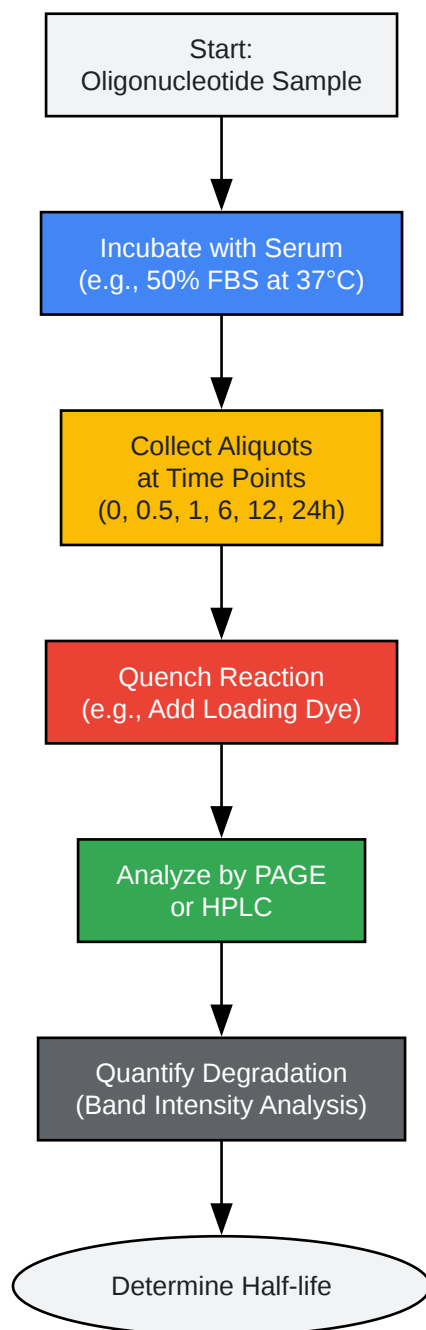 Start:
Oligonucleotide Sample
Incubate with Serum
(e.g., 50% FBS at 37°C)
Collect Aliquots
at Time Points
(0, 0.5, 1, 6, 12, 24h)
Quench Reaction
(e.g., Add Loading Dye)
Analyze by PAGE
or HPLC
Quantify Degradation
(Band Intensity Analysis)
Determine Half-life